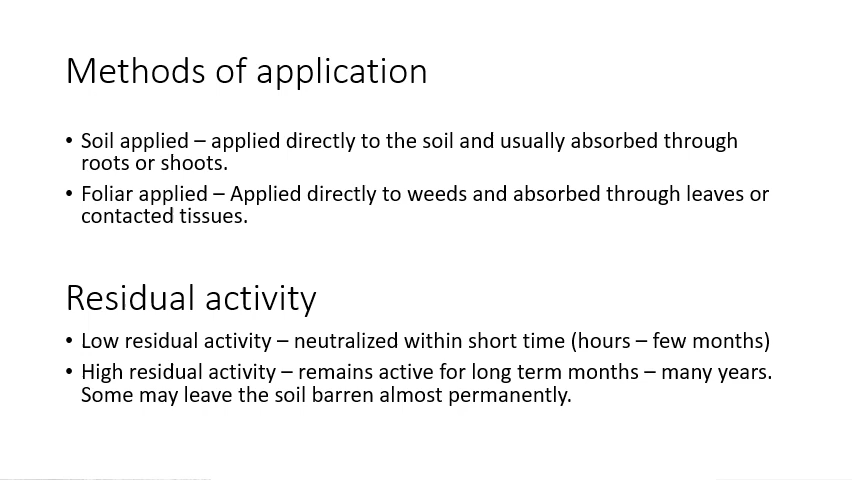 Methods of application
• Soil applied – applied directly to the soil and usually absorbed through
roots or shoots.
• Foliar applied – Applied directly to weeds and absorbed through leaves or
contacted tissues.
Residual activity
• Low residual activity – neutralized within short time (hours – few months)
• High residual activity – remains active for long term months – many years.
Some may leave the soil barren almost permanently.